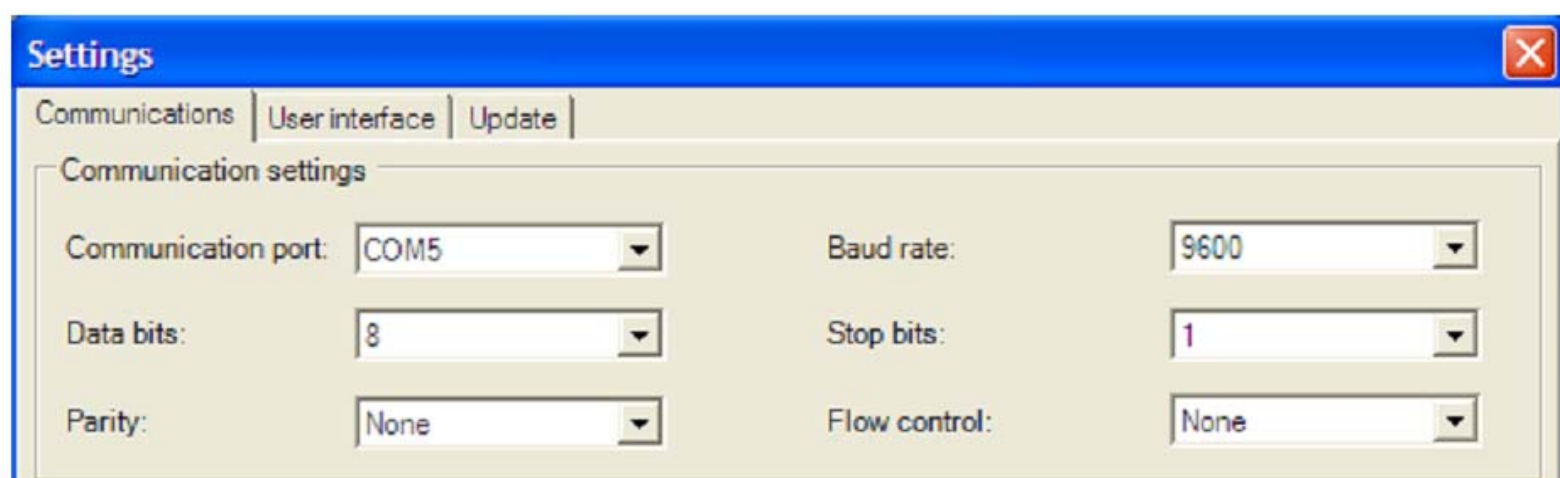 Settings
Communications User interface Update
Communication settings
Communication port: COM5 Baud rate: 9600
Data bits: 8 Stop bits: 1
Parity: None Flow control: None